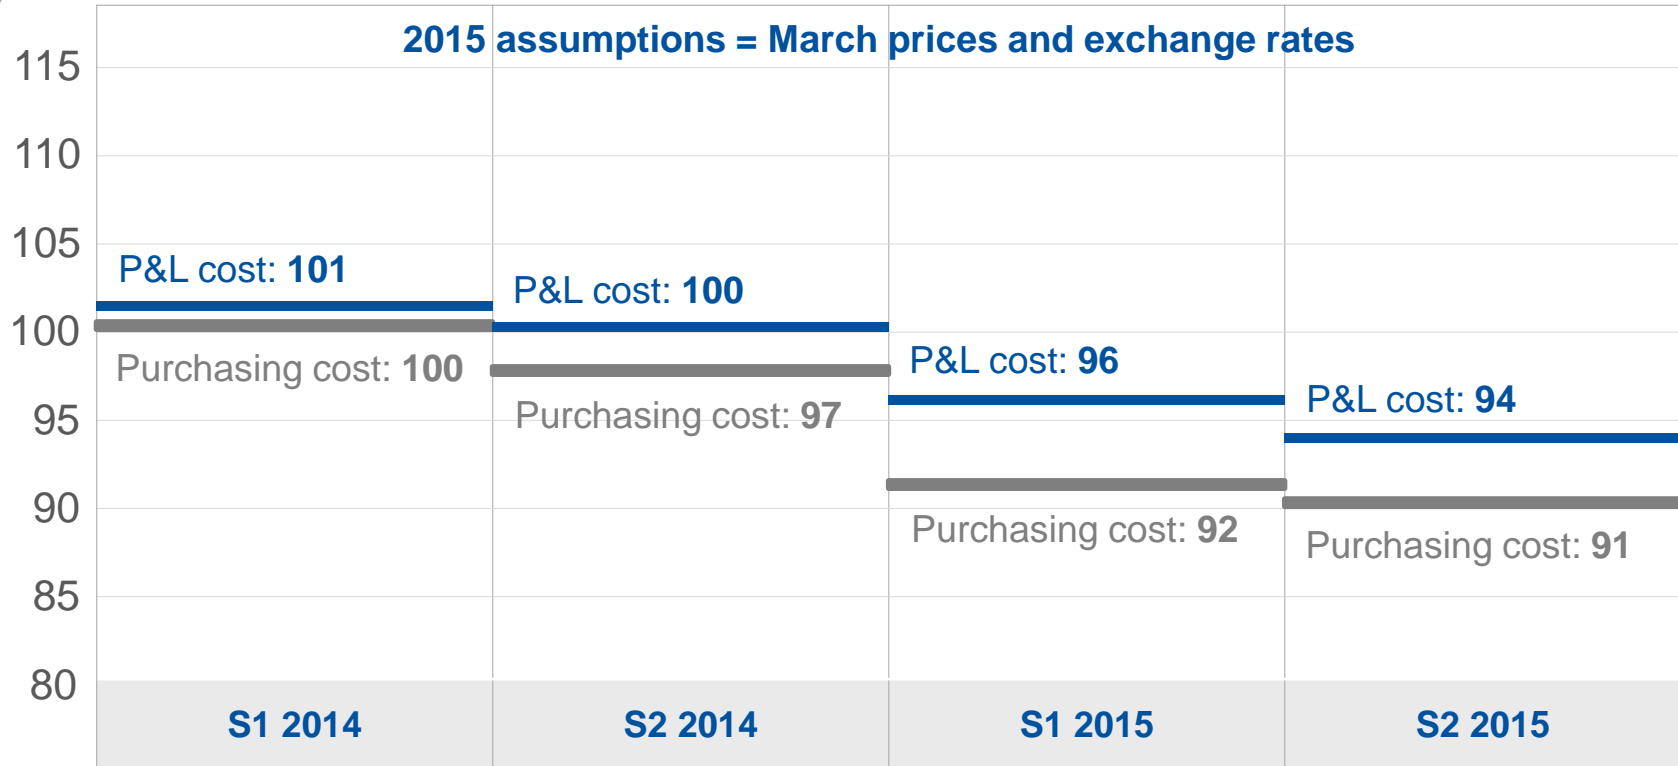 2015 assumptions = March prices and exchange rates
115
110
105
100
95
90
85
80
P&L cost: 101
Purchasing cost: 100
P&L cost: 100
Purchasing cost: 97
P&L cost: 96
Purchasing cost: 92
P&L cost: 94
Purchasing cost: 91
S1 2014
S2 2014
S1 2015
S2 2015